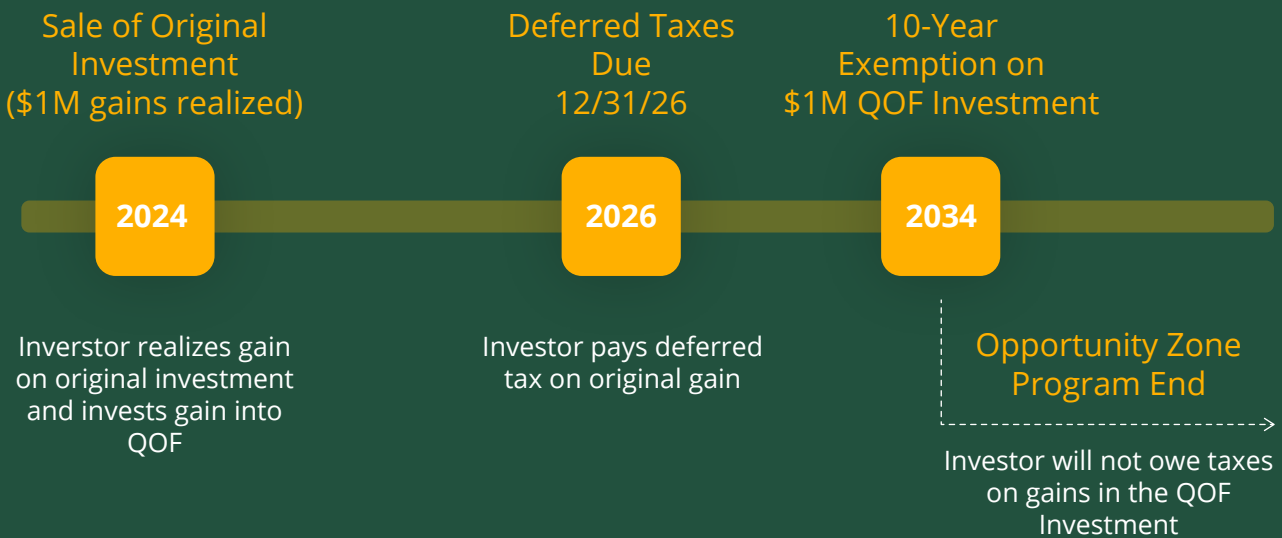 Sale of Original
Investment
($1M gains realized)
Deferred Taxes
Due
12/31/26
10-Year
Exemption on
$1M QOF Investment
2024
2026
2034
Inverstor realizes gain
on original investment
and invests gain into
QOF
Investor pays deferred
tax on original gain
Opportunity Zone
Program End
Investor will not owe taxes
on gains in the QOF
Investment